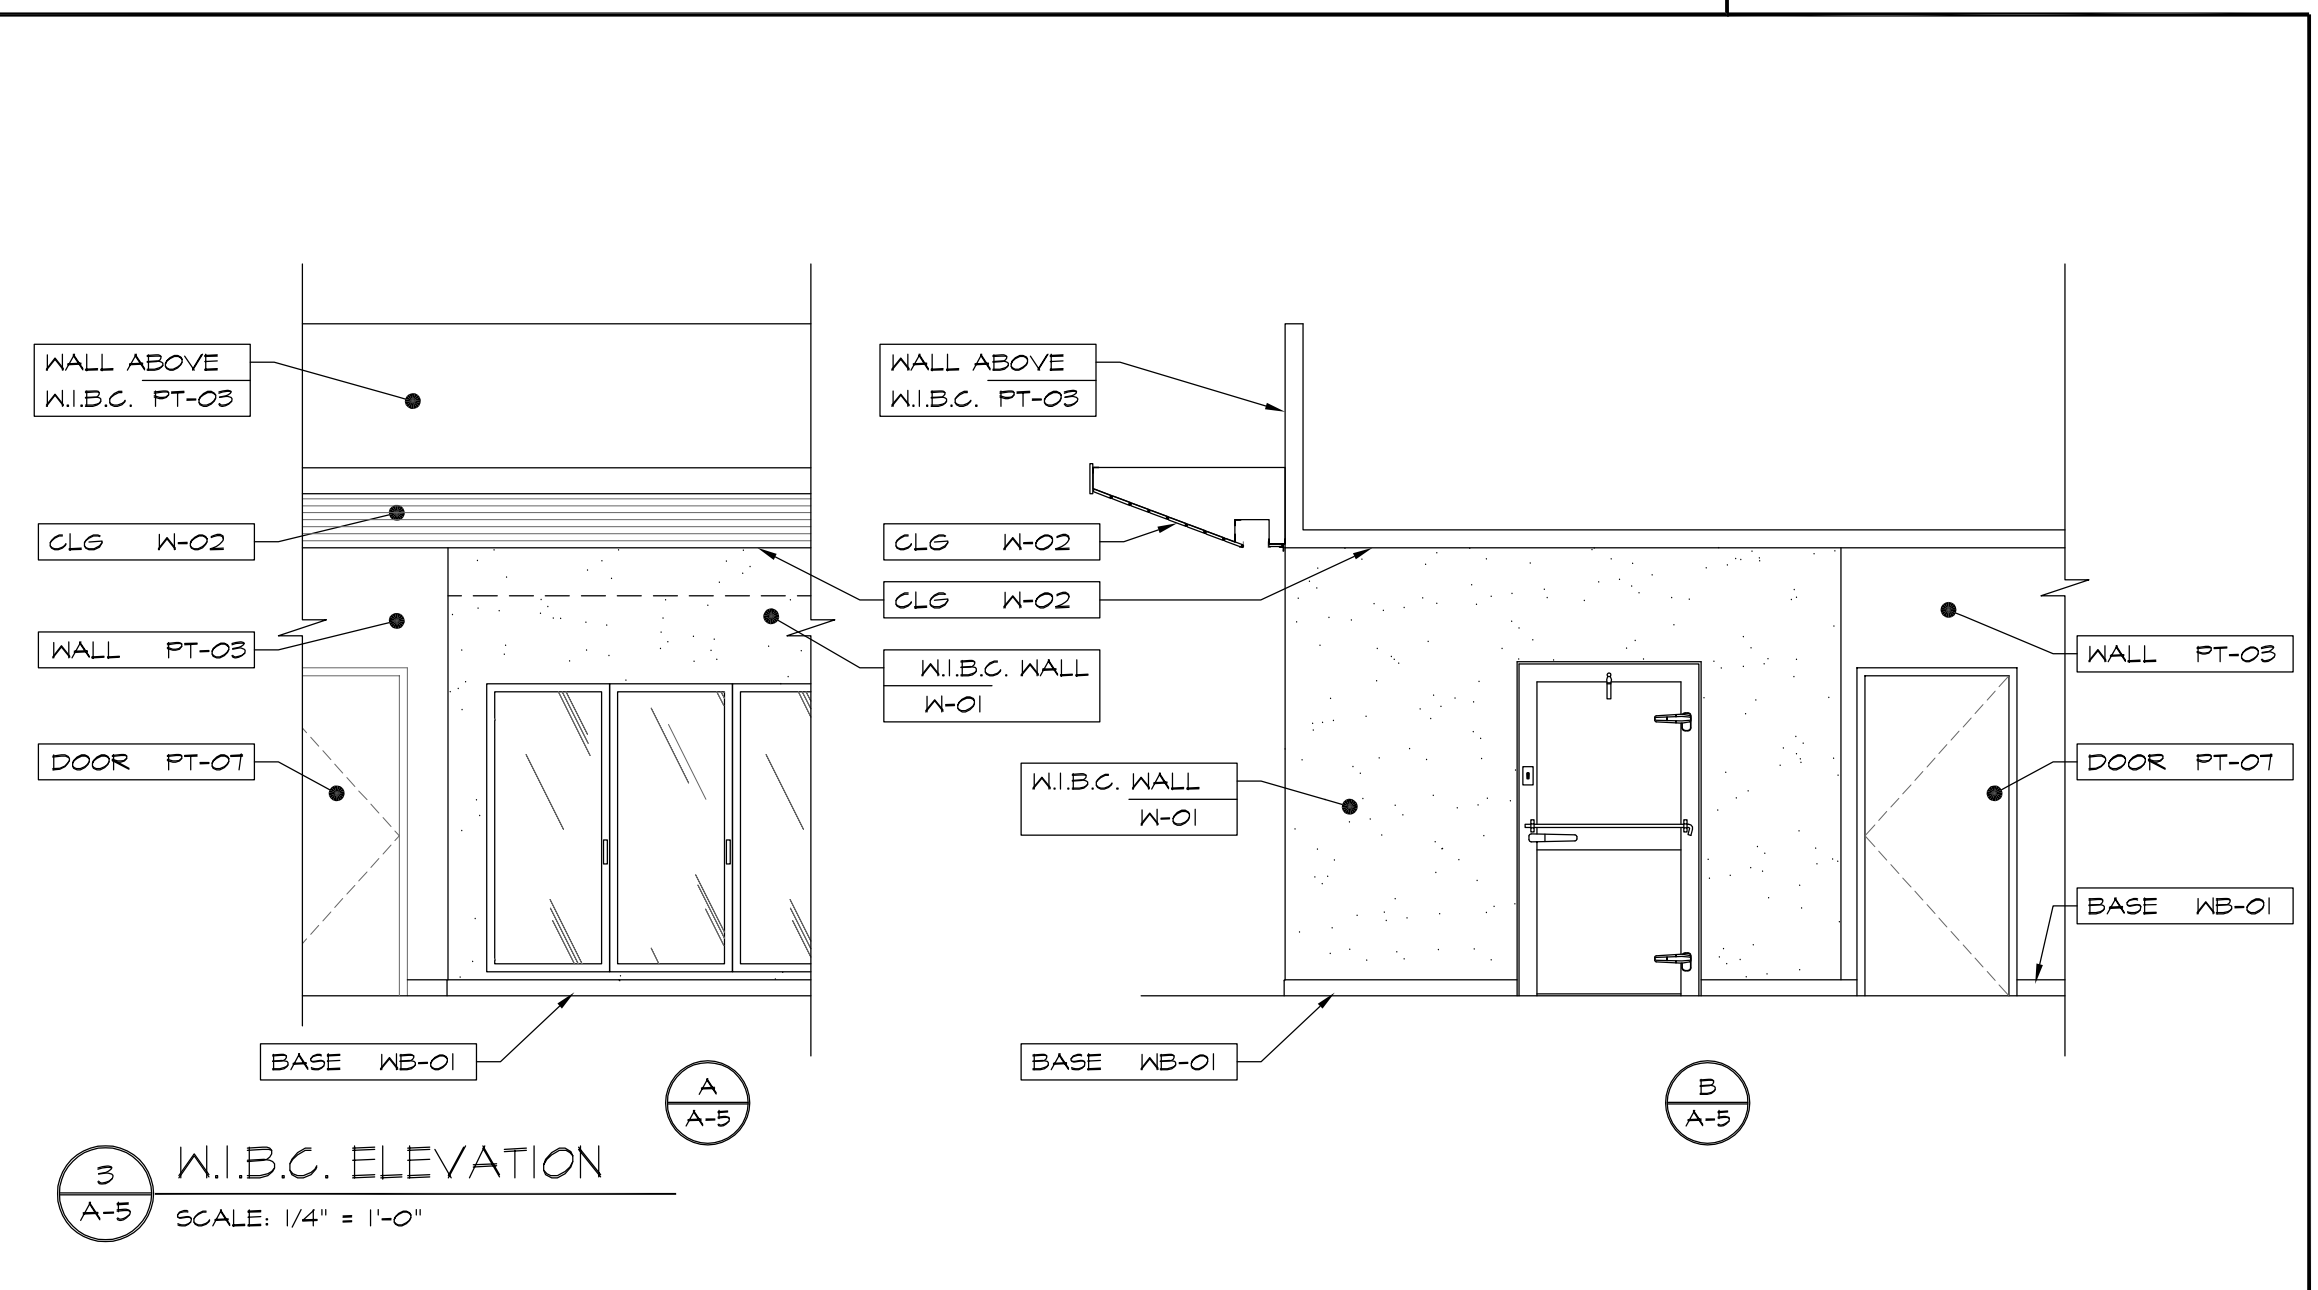 WALL ABOVE
W.I.B.C. PT-03
CLG W-02
WALL PT-03
DOOR PT-07
BASE WB-01
WALL ABOVE
W.I.B.C. PT-03
CLG W-02
CLG W-02
W.I.B.C. WALL
W-01
W.I.B.C. WALL
W-01
BASE WB-01
WALL PT-03
DOOR PT-07
BASE WB-01
A
A-5
B
A-5
3
A-5
W.I.B.C. ELEVATION
SCALE: 1/4" = 1'-0"